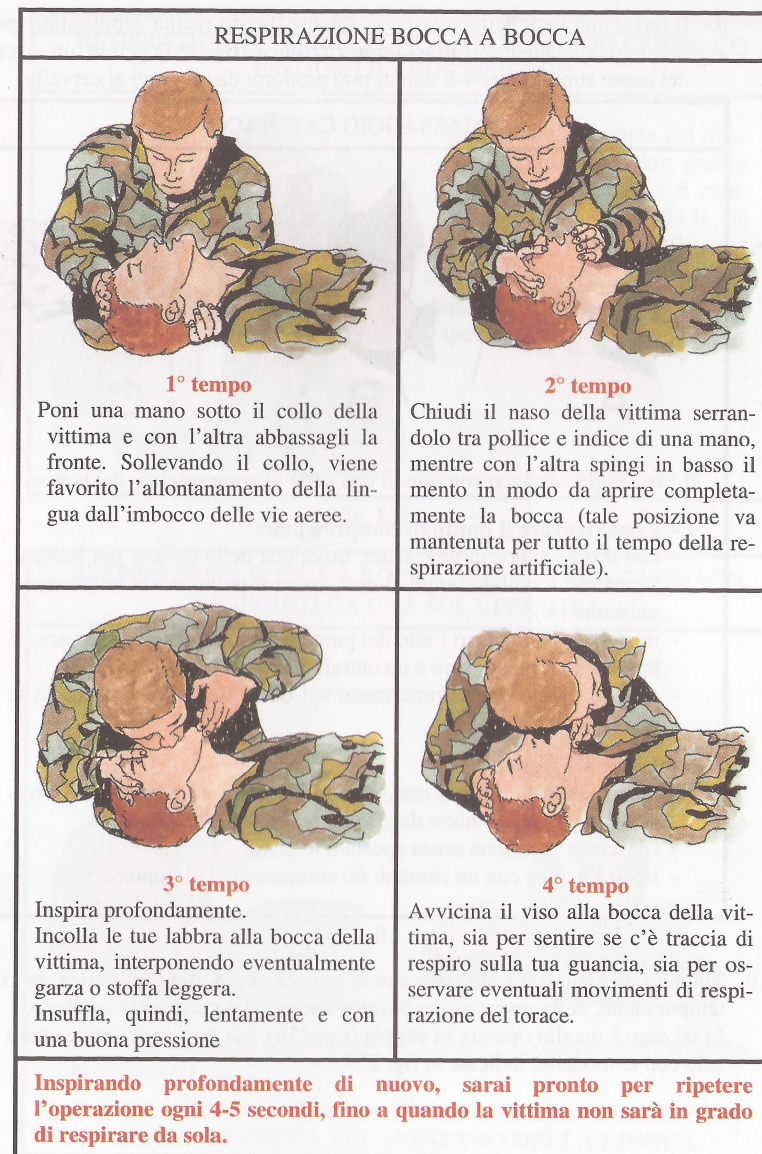 RESPIRAZIONE BOCCA A BOCCA
1° tempo
Poni una mano sotto il collo della
vittima e con l'altra abbassagli la
fronte. Sollevando il collo, viene
favorito l'allontanamento della lin-
gua dall'imbocco delle vie aeree.
2° tempo
Chiudi il naso della vittima serran-
dolo tra pollice e indice di una mano,
mentre con l'altra spingi in basso il
mento in modo da aprire completa-
mente la bocca (tale posizione va
mantenuta per tutto il tempo della re-
spirazione artificiale).
3° tempo
Inspira profondamente.
Incolla le tue labbra alla bocca della
vittima, interponendo eventualmente
garza o stoffa leggera.
Insuffla, quindi, lentamente e con
una buona pressione
4° tempo
Avvicina il viso alla bocca della vit-
tima, sia per sentire se c'è traccia di
respiro sulla tua guancia, sia per os-
servare eventuali movimenti di respi-
razione del torace.
Inspirando profondamente di nuovo, sarai pronto per ripetere
l'operazione ogni 4-5 secondi, fino a quando la vittima non sarà in grado
di respirare da sola.